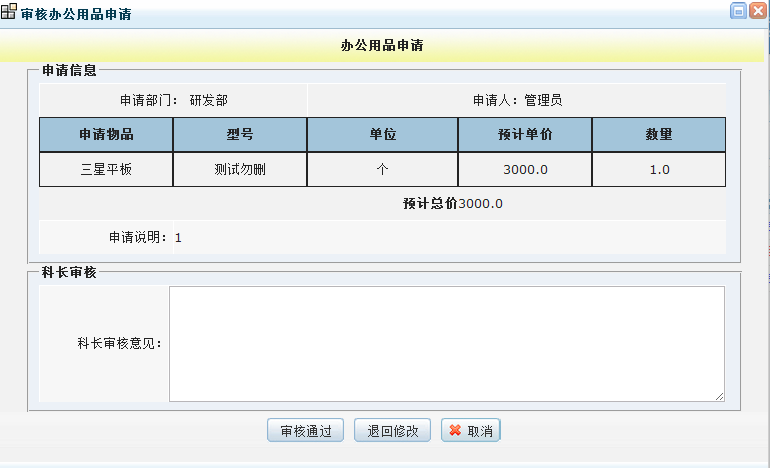 审核办公用品申请
办公用品申请
申请信息
申请部门： 研发部 申请人：管理员
申请物品 型号 单位 预计单价 数量
三星平板 测试勿删 个 3000.0 1.0
预计总价3000.0
申请说明：1
科长审核
科长审核意见：
审核通过 退回修改 取消